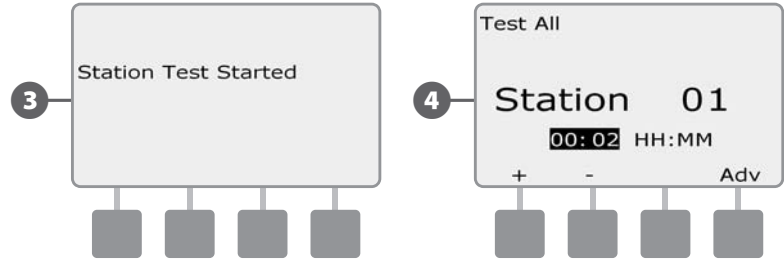 3
Station Test Started
4
Test All
Station 01
00:02 HH:MM
+ - Adv